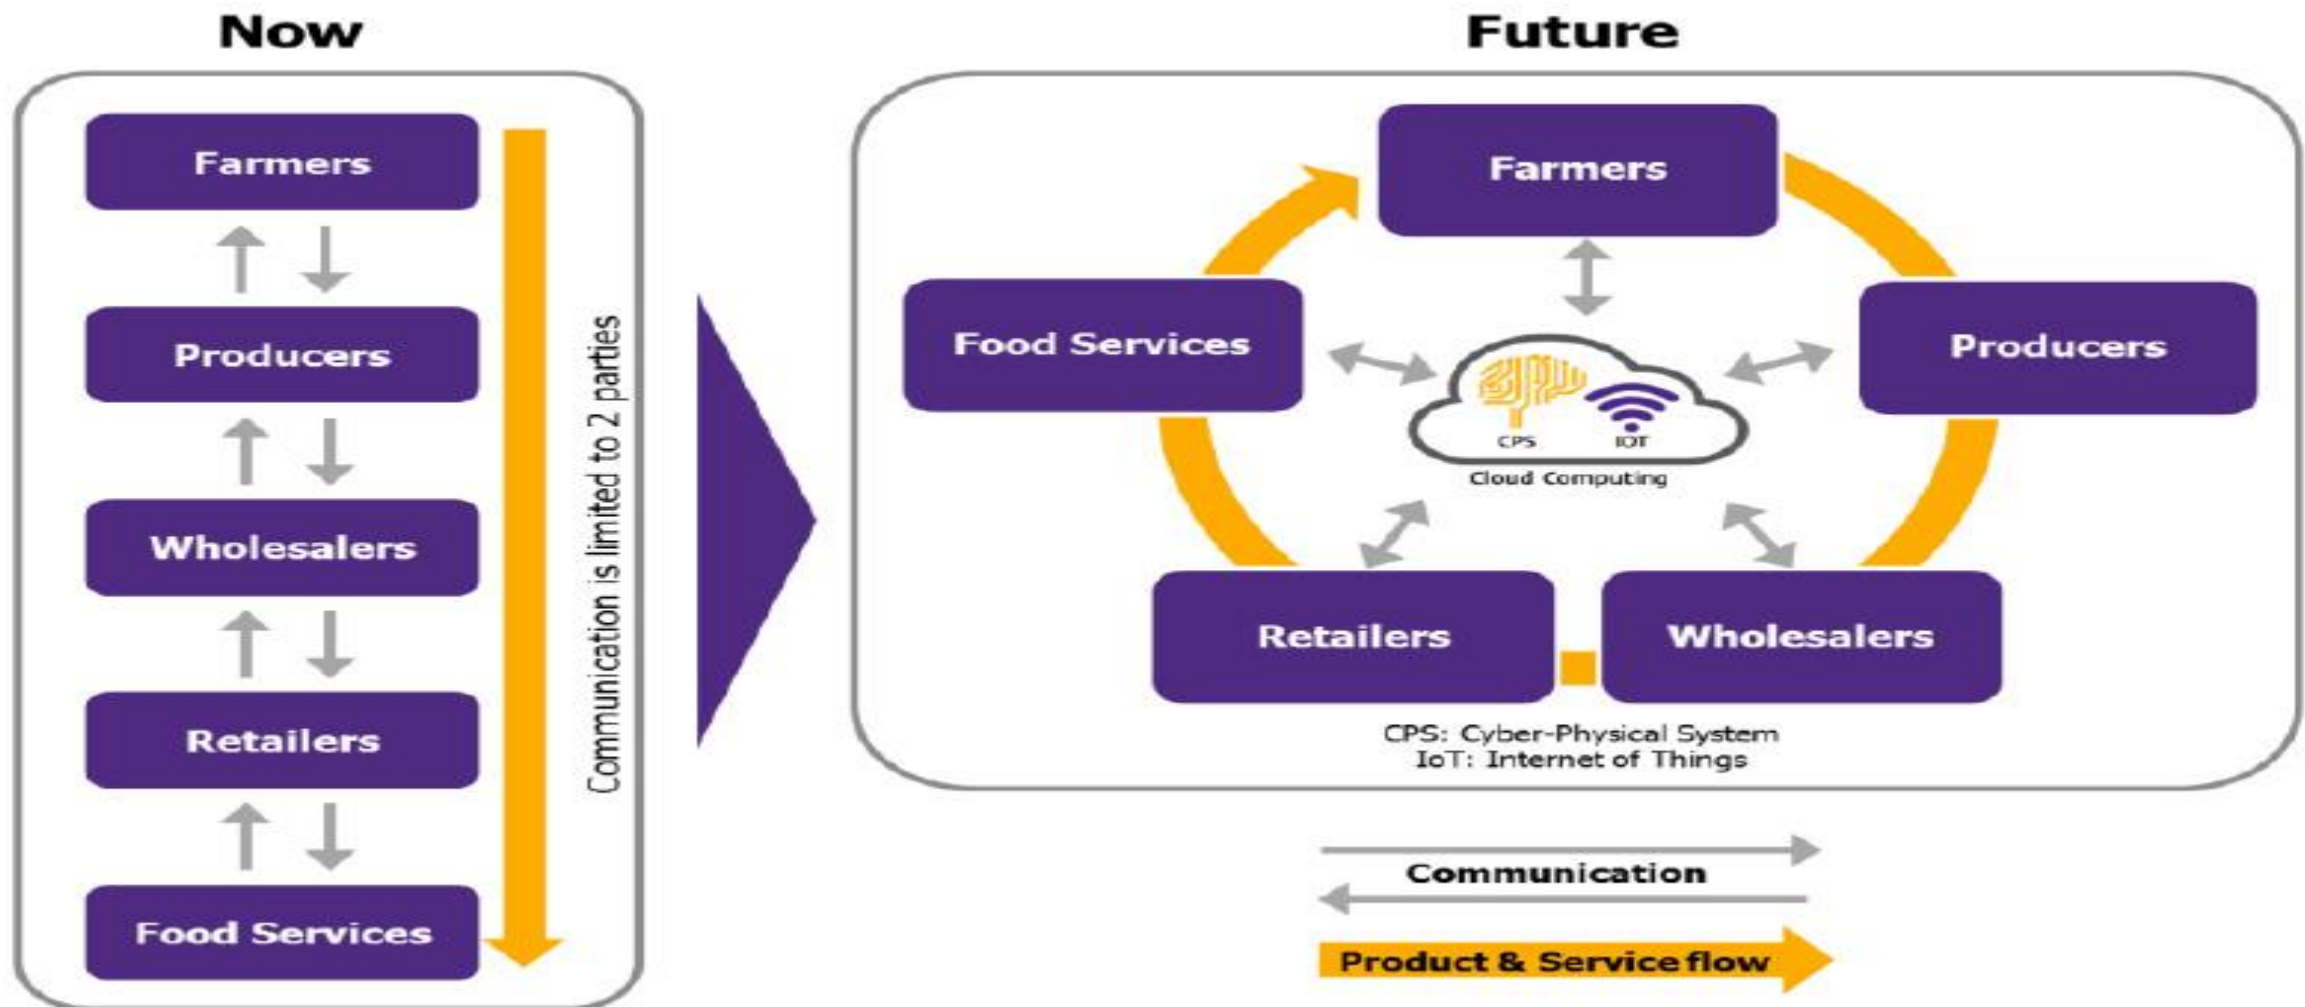 Now
Farmers
Producers
Wholesalers
Retailers
Food Services
Communication is limited to 2 parties
Future
Farmers
Food Services
Producers
CPS
IOT
Cloud Computing
Retailers
Wholesalers
CPS: Cyber-Physical System
IoT: Internet of Things
Communication
Product & Service flow